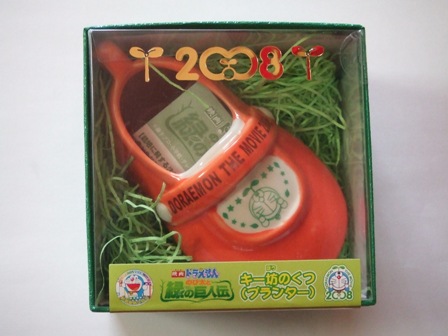 2008
緑の
DORAEMON THE MOVIE
映画 ドラえもん
のび太と
緑の巨人伝
キー坊のくつ
(プランター)
2008